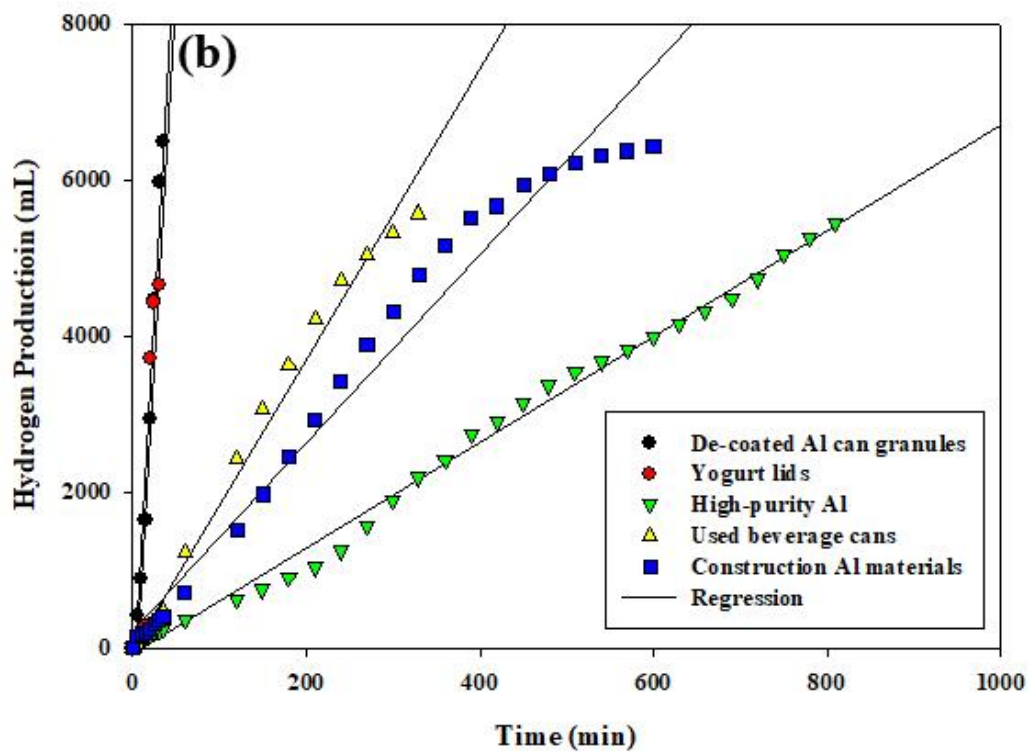 (b)
8000
6000
4000
2000
0
Hydrogen Productioin (mL)
De-coated Al can granules
Yogurt lids
High-purity Al
Used beverage cans
Construction Al materials
Regression
0 200 400 600 800 1000
Time (min)